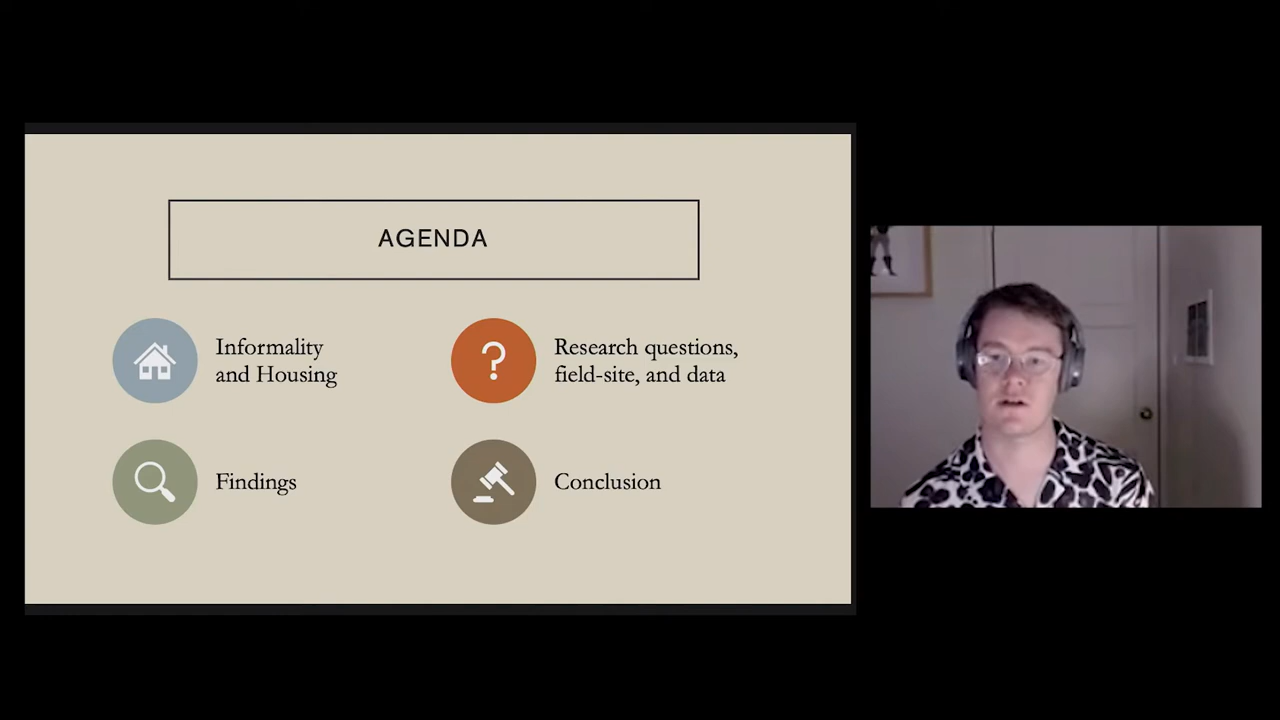 AGENDA
Informality
and Housing
Research questions,
field-site, and data
Findings
Conclusion